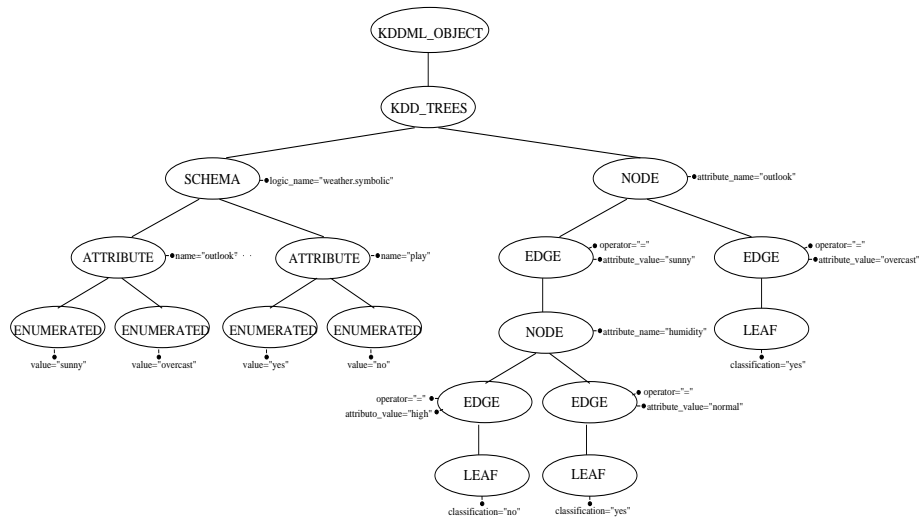 KDDML_OBJECT
KDD_TREES
SCHEMA
logic_name="weather.symbolic"
NODE
attribute_name="outlook"
ATTRIBUTE
name="outlook" . .
ATTRIBUTE
name="play"
EDGE
operator="="
attribute_value="sunny"
EDGE
operator="="
attribute_value="overcast"
ENUMERATED
ENUMERATED
ENUMERATED
ENUMERATED
value="sunny"
value="overcast"
value="yes"
value="no"
NODE
attribute_name="humidity"
LEAF
classification="yes"
operator="="
attributo_value="high"
EDGE
EDGE
operator="="
attribute_value="normal"
LEAF
LEAF
classification="no"
classification="yes"